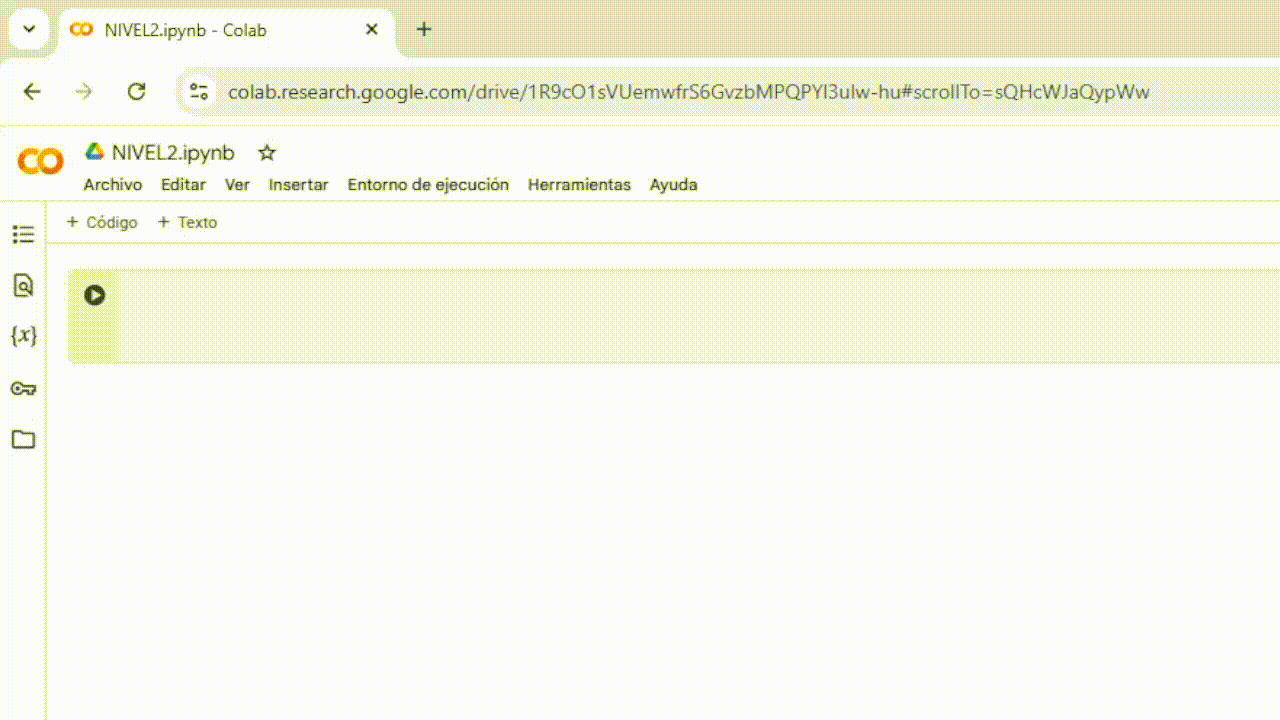 NIVEL2.ipynb - Colab
colab.research.google.com/drive/1R9cO1sVUemwfrS6GvzbMPQPYI3ulw-hu#scrollTo=sQHcWJaQypWw
CO NIVEL2.ipynb
Archivo Editar Ver Insertar Entorno de ejecución Herramientas Ayuda
+ Código + Texto
{x}